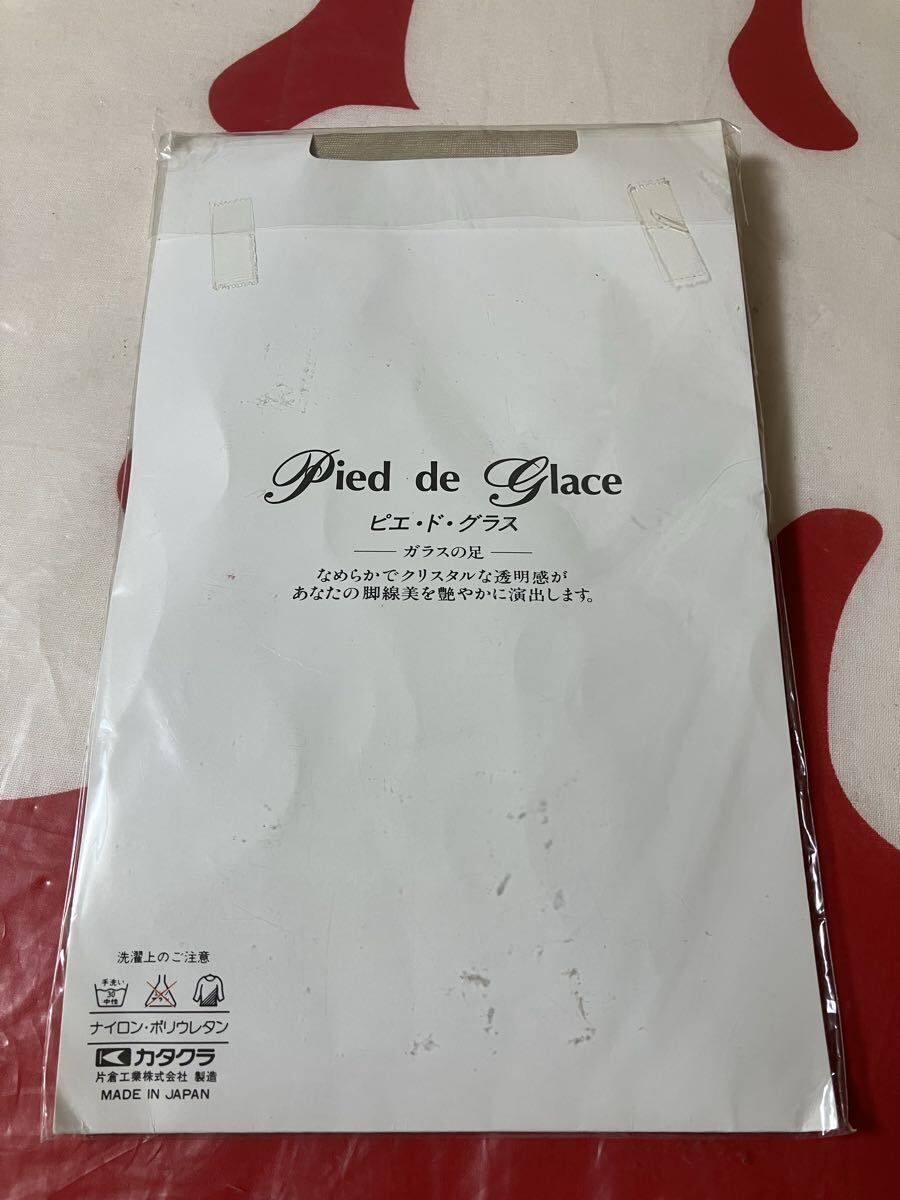 Pied de Glace
ピエ・ド・グラス
ガラスの足
なめらかでクリスタルな透明感が
あなたの脚線美を艶やかに演出します。
洗濯上のご注意
手洗い
30
中性
ナイロン・ポリウレタン
カタクラ
片倉工業株式会社 製造
MADE IN JAPAN